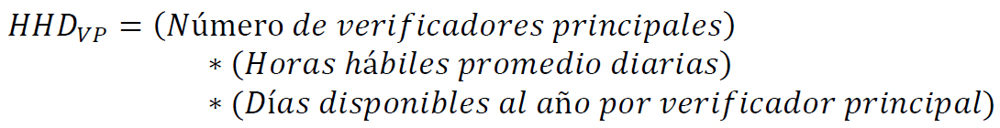 HHD_VP = (Número de verificadores principales)
* (Horas hábiles promedio diarias)
* (Días disponibles al año por verificador principal)